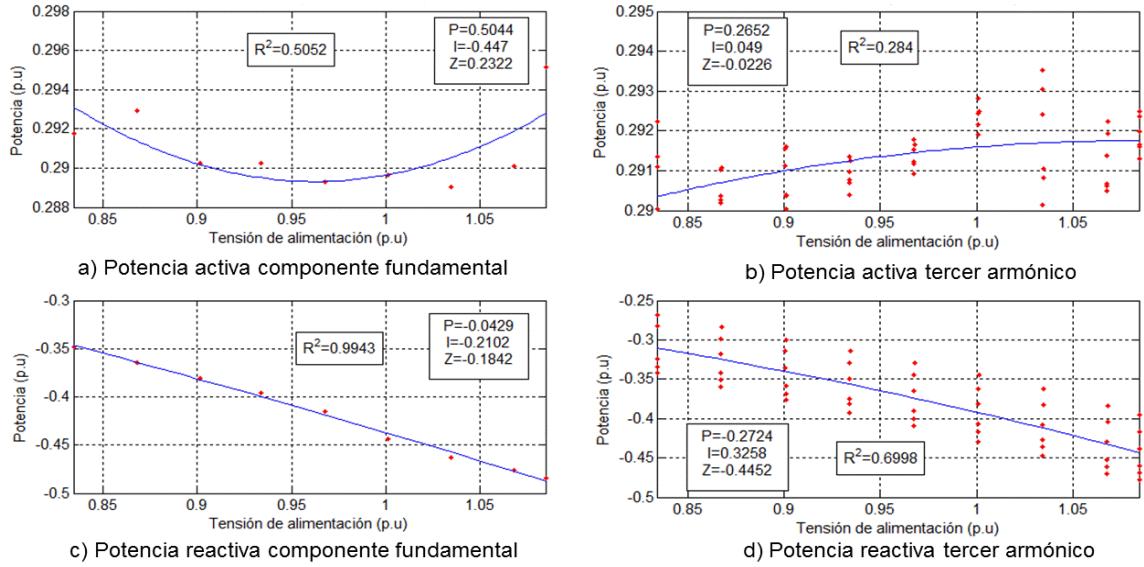 0.298
0.296
0.294
0.292
0.29
0.288
Potencia (p.u)
R²=0.5052
P=0.5044
I=-0.447
Z=0.2322
0.85
0.9
0.95
1
1.05
Tensión de alimentación (p.u)
a) Potencia activa componente fundamental
0.295
0.294
0.293
0.292
0.291
0.29
Potencia (p.u)
P=0.2652
I=0.049
Z=-0.0226
R²=0.284
0.85
0.9
0.95
1
1.05
Tensión de alimentación (p.u)
b) Potencia activa tercer armónico
-0.3
-0.35
-0.4
-0.45
-0.5
Potencia (p.u)
R²=0.9943
P=-0.0429
I=-0.2102
Z=-0.1842
0.85
0.9
0.95
1
1.05
Tensión de alimentación (p.u)
c) Potencia reactiva componente fundamental
-0.25
-0.3
-0.35
-0.4
-0.45
-0.5
Potencia (p.u)
P=-0.2724
I=0.3258
Z=-0.4452
R²=0.6998
0.85
0.9
0.95
1
1.05
Tensión de alimentación (p.u)
d) Potencia reactiva tercer armónico